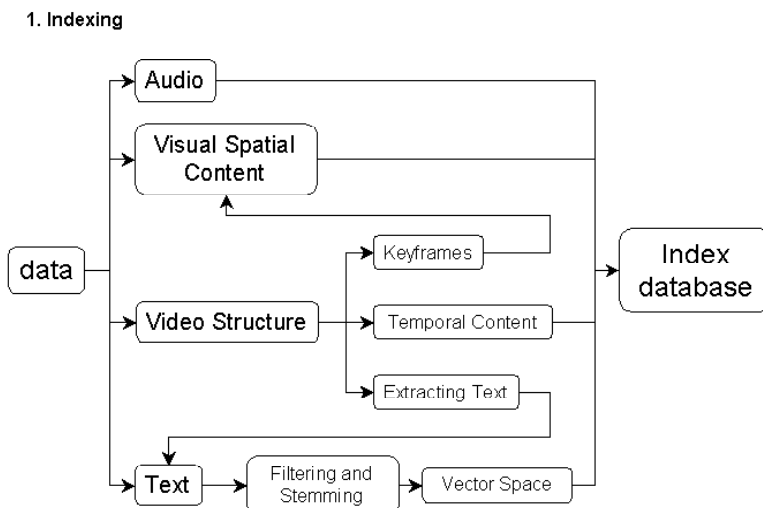 1. Indexing
Audio
Visual Spatial
Content
data
Keyframes
Index
database
Video Structure
Temporal Content
Extracting Text
Text
Filtering and
Stemming
Vector Space